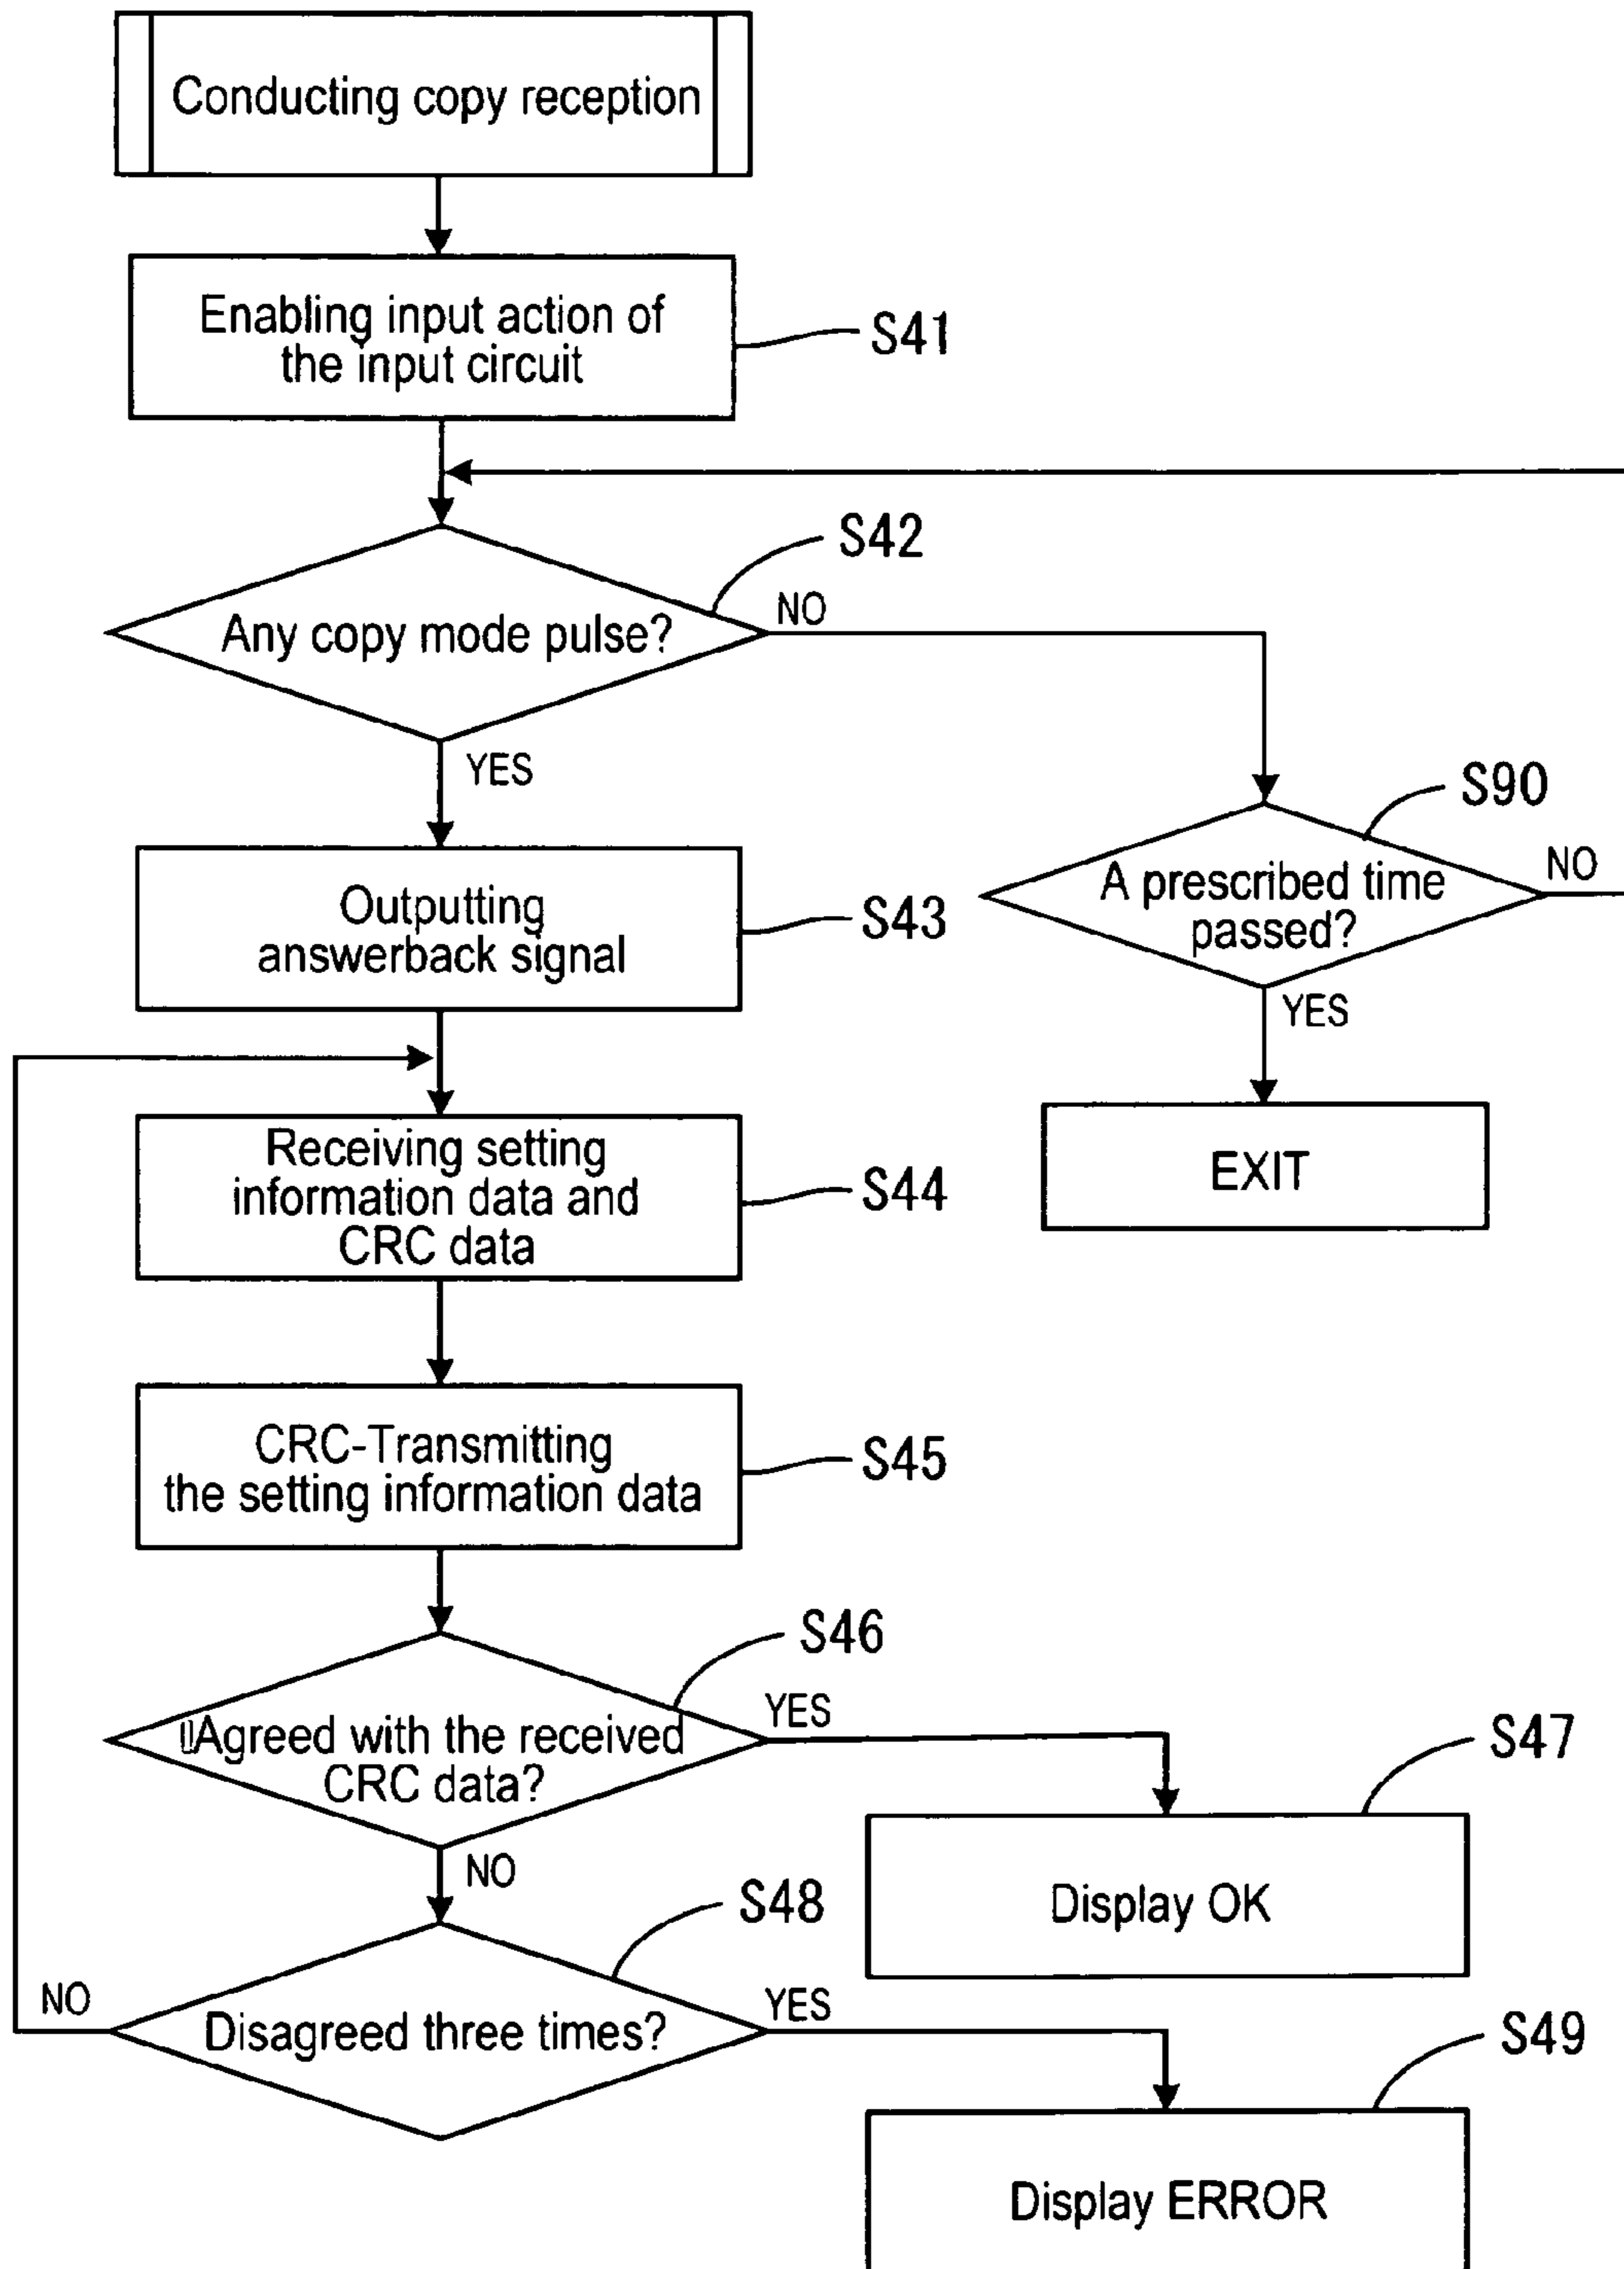 Conducting copy reception
Enabling input action of
the input circuit
S41
S42
Any copy mode pulse?
NO
YES
S90
A prescribed time
passed?
NO
YES
EXIT
Outputting
answerback signal
S43
Receiving setting
information data and
CRC data
S44
CRC-Transmitting
the setting information data
S45
S46
Agreed with the received
CRC data?
YES
NO
S47
Display OK
S48
Disagreed three times?
NO
YES
S49
Display ERROR